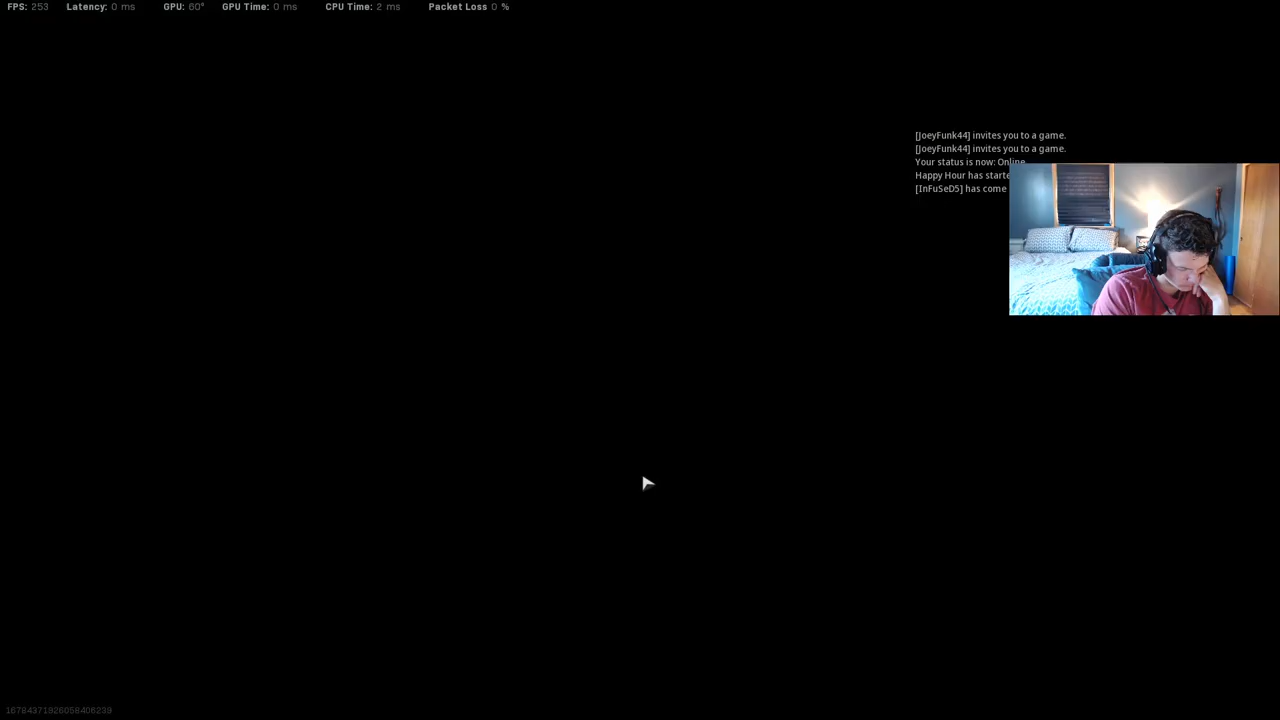 FPS: 253 Latency: 0 ms GPU: 60° GPU Time: 0 ms CPU Time: 2 ms Packet Loss 0 %
[JoeyFunk44] invites you to a game.
[JoeyFunk44] invites you to a game.
Your status is now: Online
Happy Hour has starte
[InFuSeD5] has come
16784371926058406239